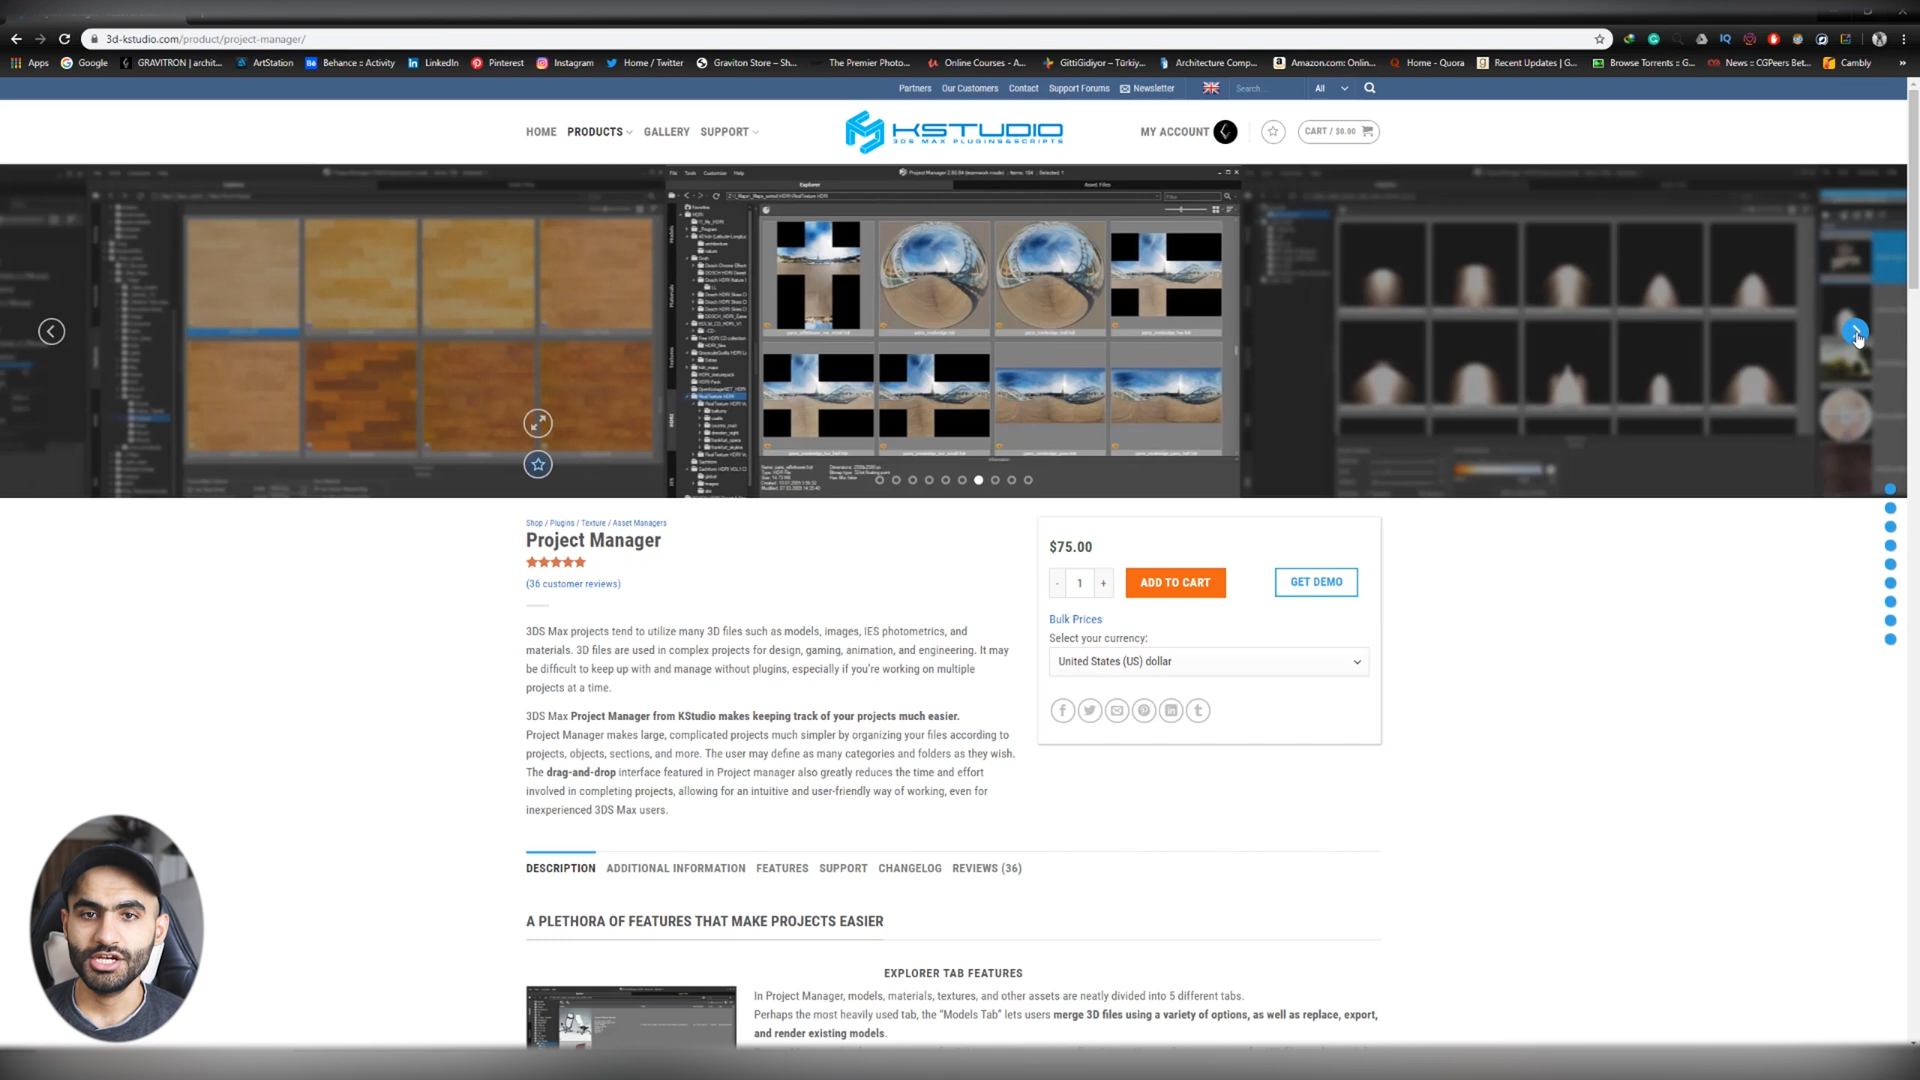 3d-kstudio.com/product/project-manager/
Apps
Google
GRAVITRON | archit...
ArtStation
Behance :: Activity
LinkedIn
Pinterest
Instagram
Home / Twitter
Graviton Store – Sh...
The Premier Photo...
Online Courses - A...
GittiGidiyor – Türkiy...
Architecture Comp...
Amazon.com: Onlin...
Home - Quora
Recent Updates | G...
Browse Torrents :: G...
News :: CGPeers Bet...
Cambly
Partners
Our Customers
Contact
Support Forums
Newsletter
Search...
All
HOME
PRODUCTS
GALLERY
SUPPORT
KSTUDIO
3DS MAX PLUGINS&SCRIPTS
MY ACCOUNT
CART / $0.00
File Tools Customize Help
Explorer
Asset Files
Shop / Plugins / Texture / Asset Managers
Project Manager
(36 customer reviews)
3DS Max projects tend to utilize many 3D files such as models, images, IES photometrics, and
materials. 3D files are used in complex projects for design, gaming, animation, and engineering. It may
be difficult to keep up with and manage without plugins, especially if you're working on multiple
projects at a time.
3DS Max Project Manager from KStudio makes keeping track of your projects much easier.
Project Manager makes large, complicated projects much simpler by organizing your files according to
projects, objects, sections, and more. The user may define as many categories and folders as they wish.
The drag-and-drop interface featured in Project manager also greatly reduces the time and effort
involved in completing projects, allowing for an intuitive and user-friendly way of working, even for
inexperienced 3DS Max users.
$75.00
- 1 +
ADD TO CART
GET DEMO
Bulk Prices
Select your currency:
United States (US) dollar
DESCRIPTION
ADDITIONAL INFORMATION
FEATURES
SUPPORT
CHANGELOG
REVIEWS (36)
A PLETHORA OF FEATURES THAT MAKE PROJECTS EASIER
EXPLORER TAB FEATURES
In Project Manager, models, materials, textures, and other assets are neatly divided into 5 different tabs.
Perhaps the most heavily used tab, the "Models Tab" lets users merge 3D files using a variety of options, as well as replace, export,
and render existing models.